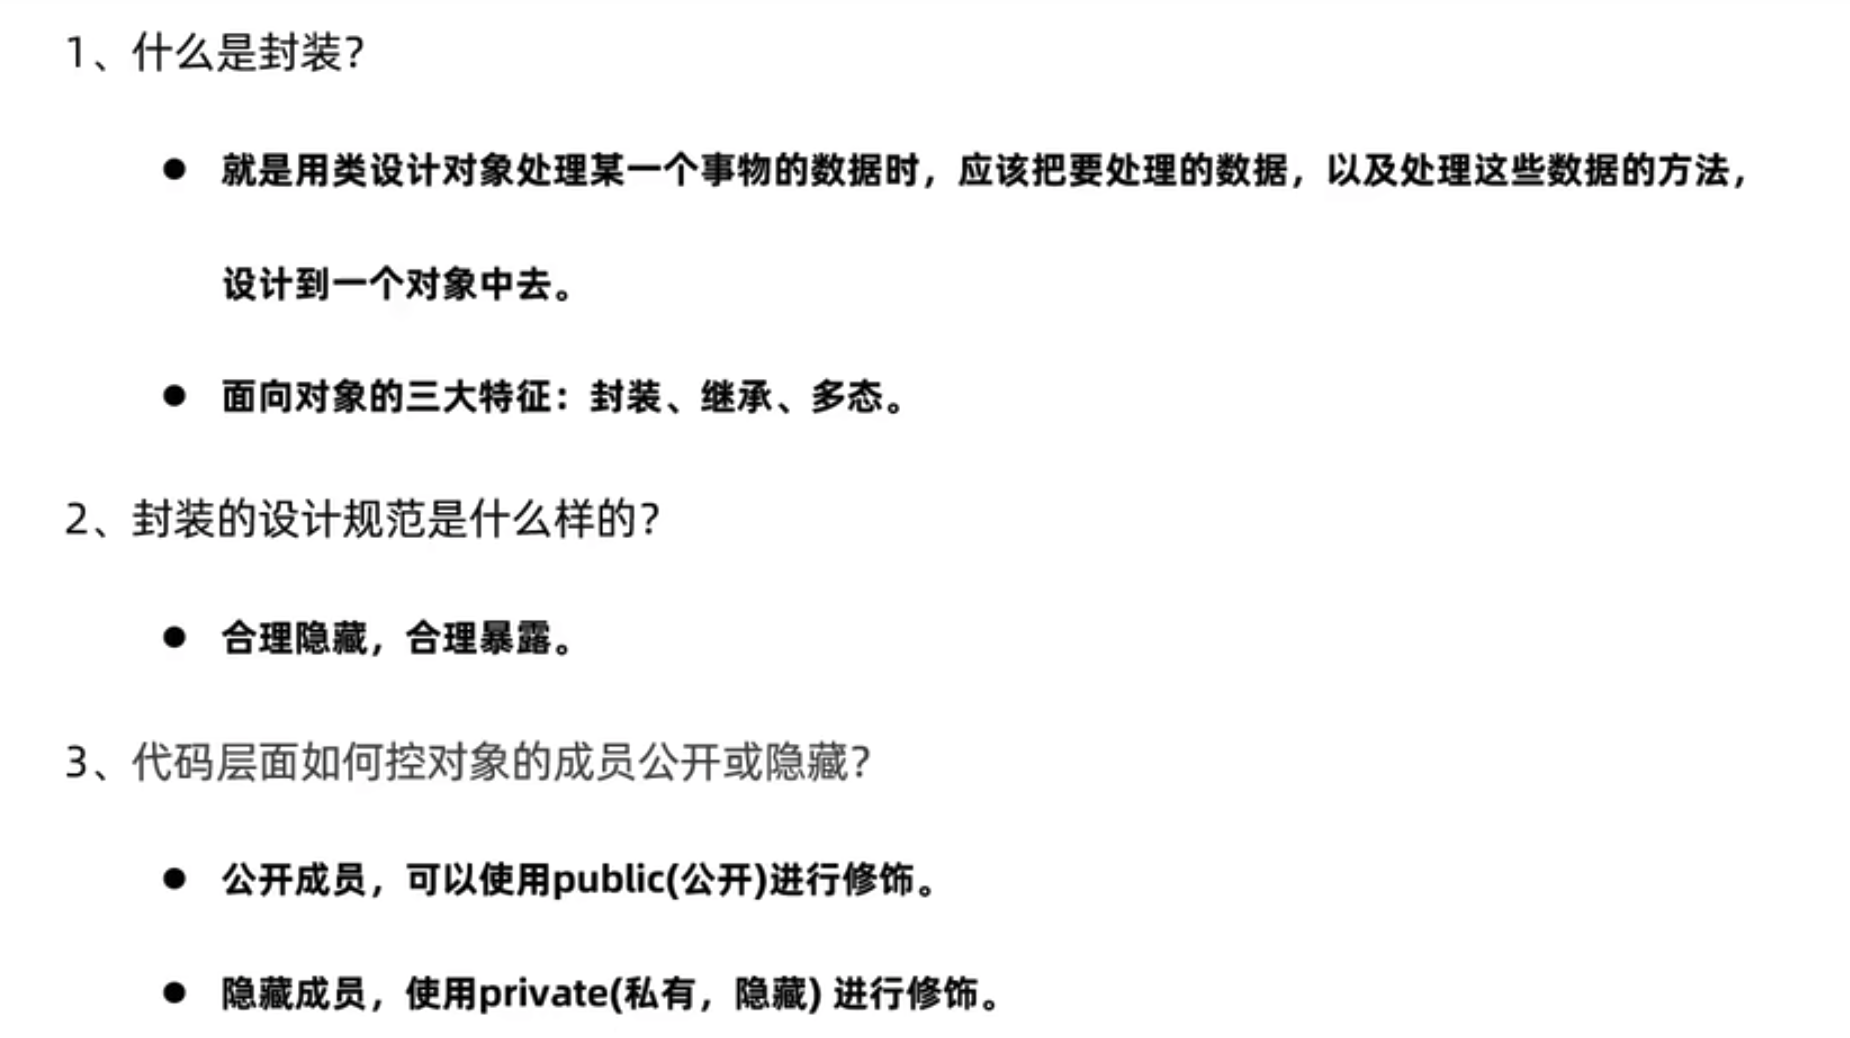 1、什么是封装？
● 就是用类设计对象处理某一个事物的数据时，应该把要处理的数据，以及处理这些数据的方法，
设计到一个对象中去。
● 面向对象的三大特征：封装、继承、多态。
2、封装的设计规范是什么样的？
● 合理隐藏，合理暴露。
3、代码层面如何控对象的成员公开或隐藏？
● 公开成员，可以使用public(公开)进行修饰。
● 隐藏成员，使用private(私有，隐藏) 进行修饰。